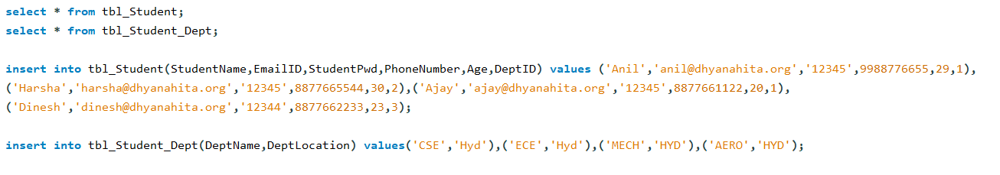 select * from tbl_Student;
select * from tbl_Student_Dept;
insert into tbl_Student(StudentName,EmailID,StudentPwd,PhoneNumber,Age,DeptID) values ('Anil','anil@dhyanahita.org','12345',9988776655,29,1),
('Harsha','harsha@dhyanahita.org','12345',8877665544,30,2),('Ajay','ajay@dhyanahita.org','12345',8877661122,20,1),
('Dinesh','dinesh@dhyanahita.org','12344',8877662233,23,3);
insert into tbl_Student_Dept(DeptName,DeptLocation) values('CSE','Hyd'),('ECE','Hyd'),('MECH','HYD'),('AERO','HYD');